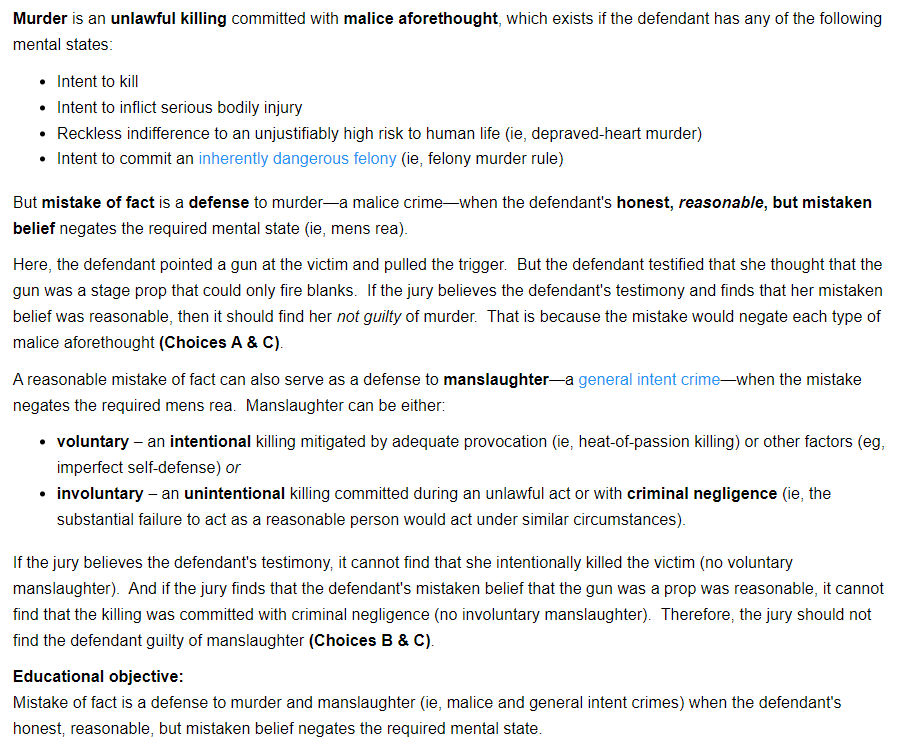 Murder is an unlawful killing committed with malice aforethought, which exists if the defendant has any of the following
mental states:
• Intent to kill
• Intent to inflict serious bodily injury
• Reckless indifference to an unjustifiably high risk to human life (ie, depraved-heart murder)
• Intent to commit an inherently dangerous felony (ie, felony murder rule)
But mistake of fact is a defense to murder—a malice crime—when the defendant's honest, reasonable, but mistaken
belief negates the required mental state (ie, mens rea).
Here, the defendant pointed a gun at the victim and pulled the trigger.  But the defendant testified that she thought that the
gun was a stage prop that could only fire blanks.  If the jury believes the defendant's testimony and finds that her mistaken
belief was reasonable, then it should find her not guilty of murder.  That is because the mistake would negate each type of
malice aforethought (Choices A & C).
A reasonable mistake of fact can also serve as a defense to manslaughter—a general intent crime—when the mistake
negates the required mens rea.  Manslaughter can be either:
• voluntary – an intentional killing mitigated by adequate provocation (ie, heat-of-passion killing) or other factors (eg,
imperfect self-defense) or
• involuntary – an unintentional killing committed during an unlawful act or with criminal negligence (ie, the
substantial failure to act as a reasonable person would act under similar circumstances).
If the jury believes the defendant's testimony, it cannot find that she intentionally killed the victim (no voluntary
manslaughter).  And if the jury finds that the defendant's mistaken belief that the gun was a prop was reasonable, it cannot
find that the killing was committed with criminal negligence (no involuntary manslaughter).  Therefore, the jury should not
find the defendant guilty of manslaughter (Choices B & C).
Educational objective:
Mistake of fact is a defense to murder and manslaughter (ie, malice and general intent crimes) when the defendant's
honest, reasonable, but mistaken belief negates the required mental state.